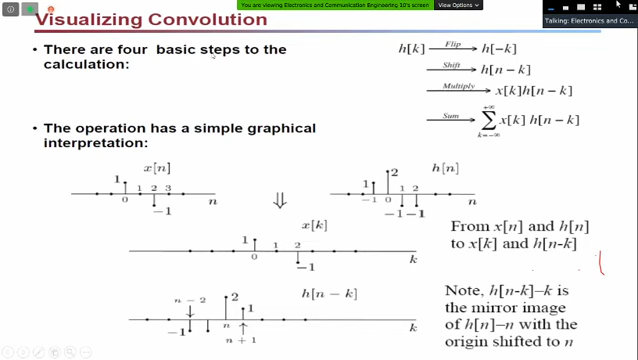 You are viewing Electronics and Communication Engineering 10's screen
View Options
Talking: Electronics and Communicati...
Visualizing Convolution
There are four basic steps to the
calculation:
h[k] Flip h[−k]
Shift h[n − k]
Multiply x[k]h[n − k]
Sum +∞ ∑ k=−∞ x[k] h[n − k]
The operation has a simple graphical
interpretation:
x[n]
1
1 2 3
0
−1
n
h[n]
2
1
−1 0 1 2
−1 −1
n
x[k]
1
1 2
0
−1
k
From x[n] and h[n]
to x[k] and h[n-k]
h[n − k]
n − 2
2
1
−1
n
n + 1
k
Note, h[n-k]–k is
the mirror image
of h[n]–n with the
origin shifted to n